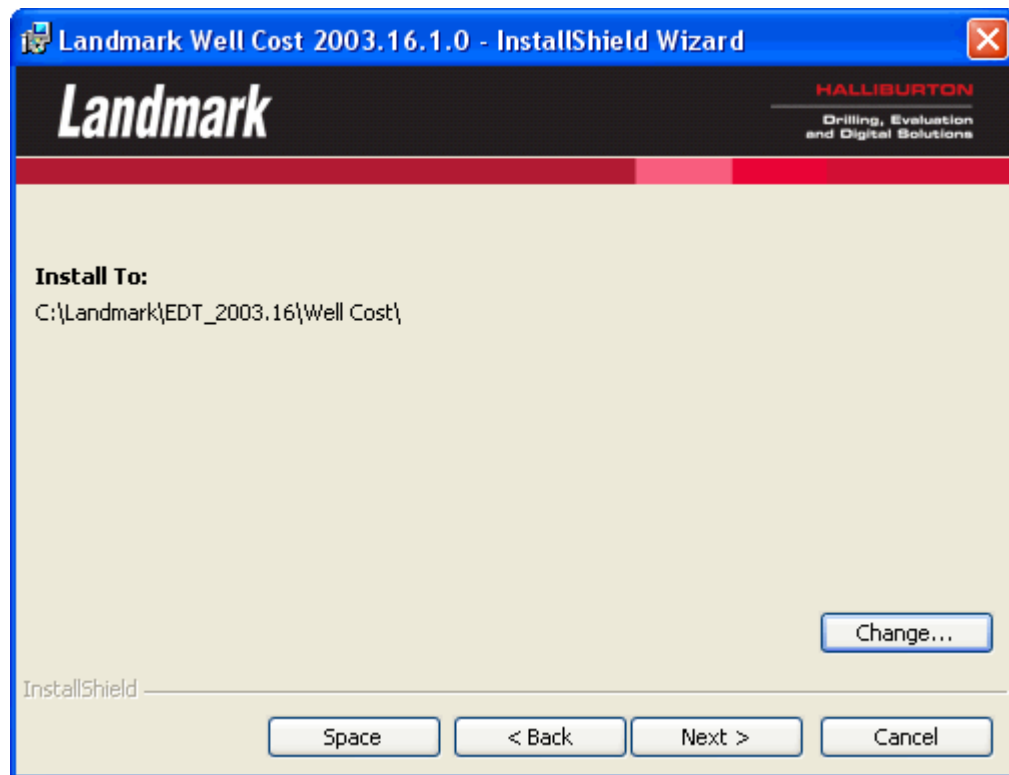 Landmark Well Cost 2003.16.1.0 - InstallShield Wizard
Landmark
HALLIBURTON
Drilling, Evaluation
and Digital Solutions
Install To:
C:\Landmark\EDT_2003.16\Well Cost\
Change...
InstallShield
Space
< Back
Next >
Cancel